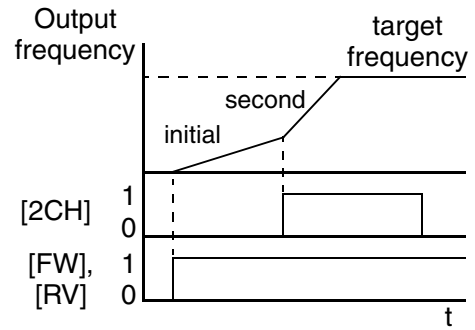 Output
frequency
target
frequency
second
initial
[2CH]
1
0
[FW],
[RV]
1
0
t